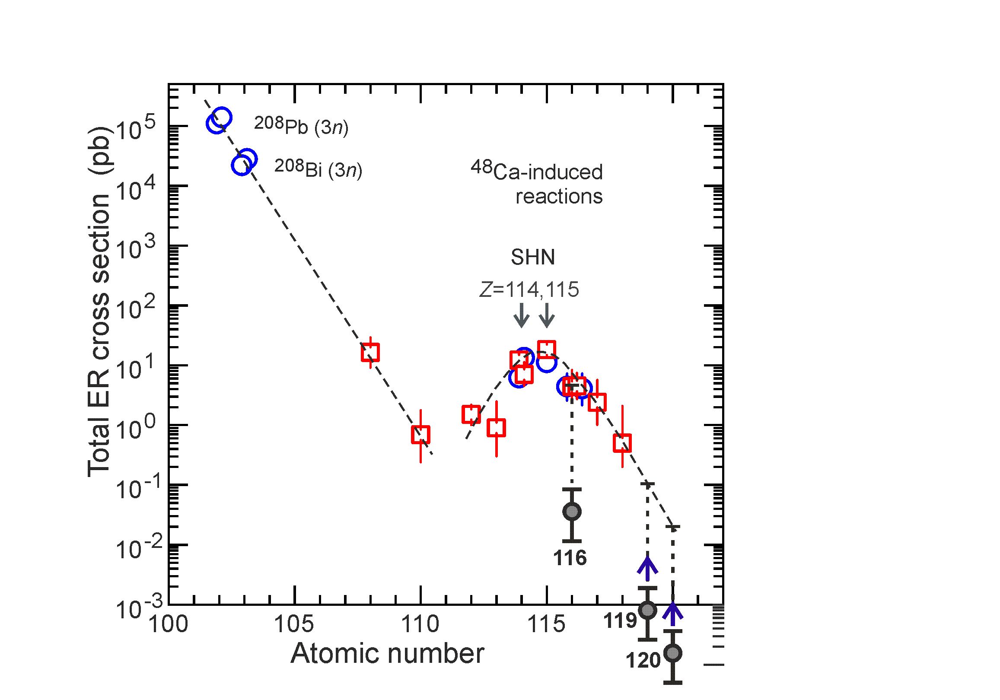 Total ER cross section (pb)
10^5
10^4
10^3
10^2
10^1
10^0
10^-1
10^-2
10^-3
^208Pb (3n)
^208Bi (3n)
^48Ca-induced
reactions
SHN
Z=114,115
116
119
120
100 105 110 115
Atomic number